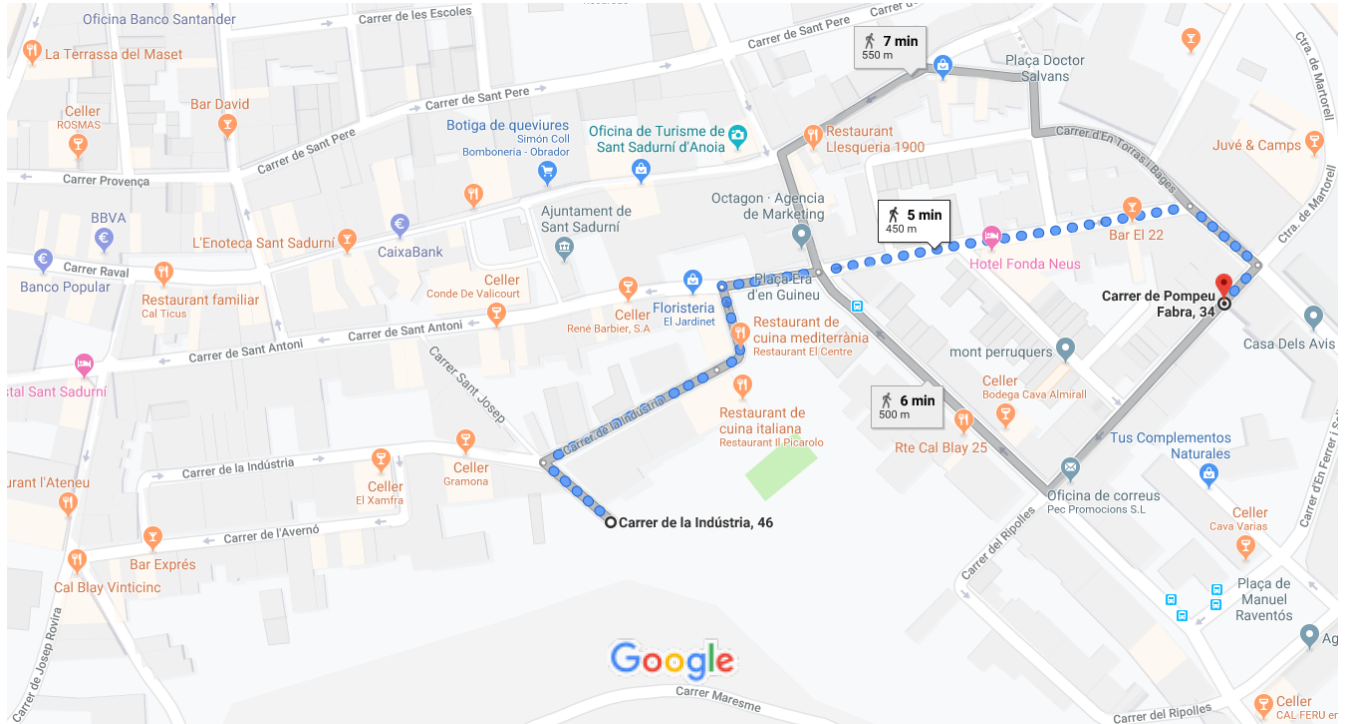 Oficina Banco Santander
Carrer de les Escoles
Carrer de Sant Pere
Ctra. de Martorell
La Terrassa del Maset
7 min
550 m
Plaça Doctor
Salvans
Celler
ROSMAS
Bar David
Carrer de Sant Pere
Botiga de queviures
Simón Coll
Bomboneria - Obrador
Oficina de Turisme de
Sant Sadurní d'Anoia
Restaurant
Llesqueria 1900
Carrer d'En Torras I Bages
Juvé & Camps
Carrer de Sant Pere
Carrer Provença
Octagon · Agencia
de Marketing
5 min
450 m
Bar El 22
Ctra. de Martorell
BBVA
L'Enoteca Sant Sadurní
CaixaBank
Ajuntament de
Sant Sadurní
Hotel Fonda Neus
Carrer Raval
Banco Popular
Restaurant familiar
Cal Ticus
Celler
Conde De Valicourt
Celler
René Barbier, S.A
Floristeria
El Jardinet
Plaça Era
d'en Guineu
Carrer de Pompeu
Fabra, 34
Carrer de Sant Antoni
Carrer de Sant Antoni
Restaurant de
cuina mediterrània
Restaurant El Centre
mont perruquers
Casa Dels Avis
stal Sant Sadurní
Carrer Sant Josep
Carrer de la Indústria
Restaurant de
cuina italiana
Restaurant Il Picarolo
6 min
500 m
Celler
Bodega Cava Almirall
Rte Cal Blay 25
Tus Complementos
Naturales
Carrer d'En Ferrer i
Carrer de la Indústria
Celler
Gramona
Celler
El Xamfra
urant l'Ateneu
Oficina de correus
Pec Promocions S.L
Celler
Cava Varias
Carrer de la Indústria, 46
Carrer de l'Avernó
Bar Exprés
Cal Blay Vinticinc
Carrer del Ripolles
Plaça de
Manuel
Raventós
Ag
Carrer de Josep Rovira
Google
Carrer Maresme
Carrer del Ripolles
Celler
CAL FERU er